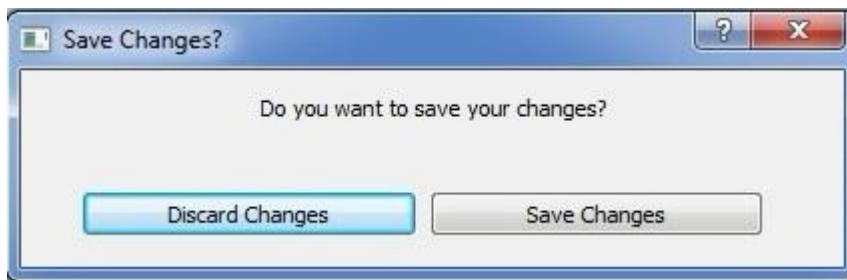 Save Changes?
?
X
Do you want to save your changes?
Discard Changes
Save Changes